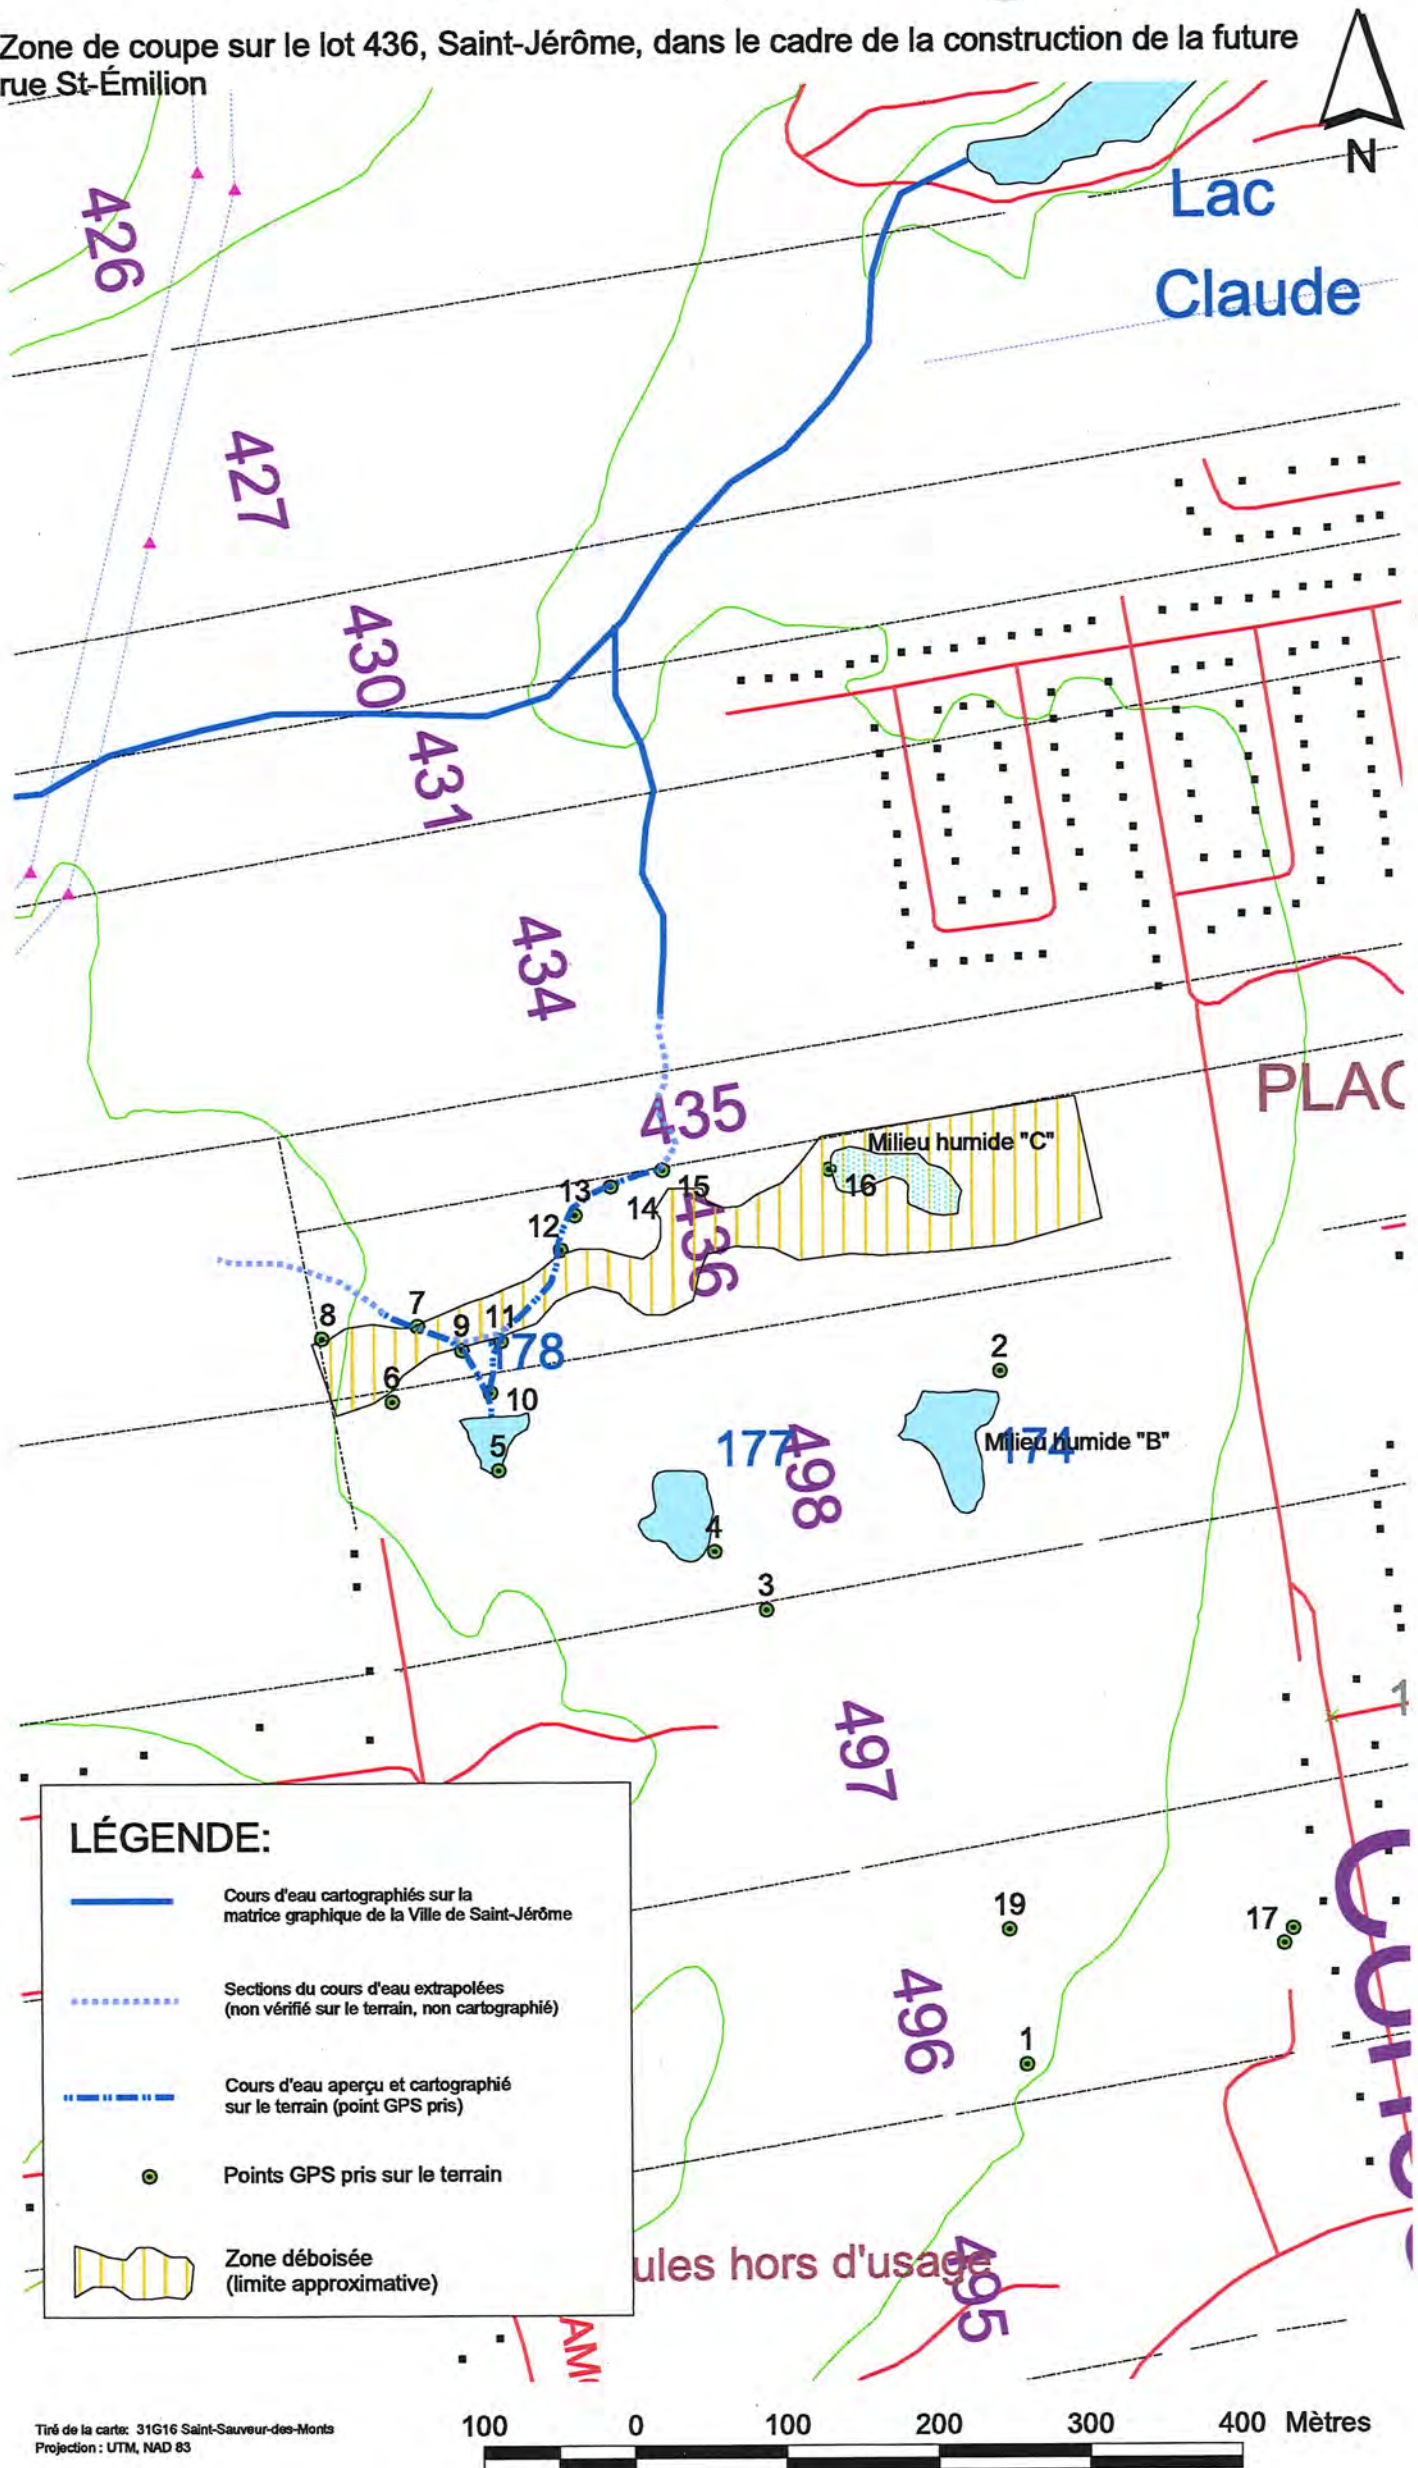 Zone de coupe sur le lot 436, Saint-Jérôme, dans le cadre de la construction de la future
rue St-Émilion
N
Lac
Claude
426
427
430
431
434
435
PLAC
Milieu humide "C"
16
15
14
13
12
436
8
7
9
11
178
6
10
5
2
177
498
174
Milieu humide "B"
4
3
497
1
LÉGENDE:
Cours d'eau cartographiés sur la
matrice graphique de la Ville de Saint-Jérôme
Sections du cours d'eau extrapolées
(non vérifié sur le terrain, non cartographié)
Cours d'eau aperçu et cartographié
sur le terrain (point GPS pris)
Points GPS pris sur le terrain
Zone déboisée
(limite approximative)
19
17
496
1
ules hors d'usage
495
AM
Tiré de la carte: 31G16 Saint-Sauveur-des-Monts
Projection : UTM, NAD 83
100 0 100 200 300 400 Mètres